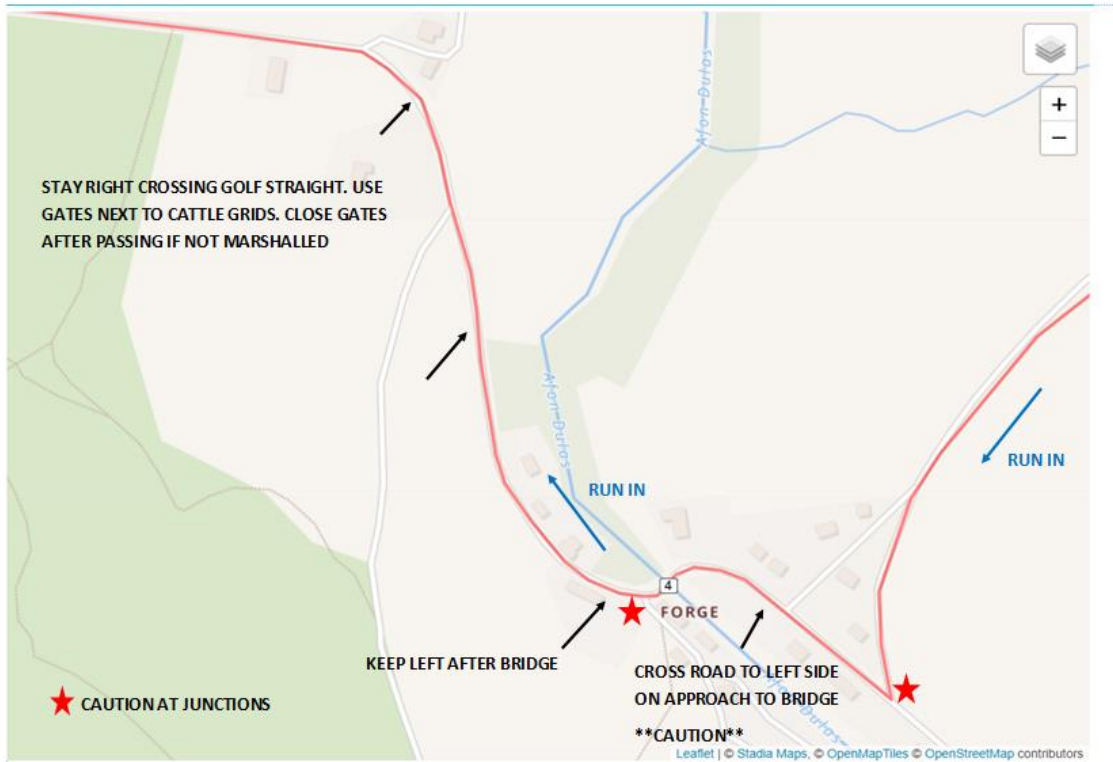 Afon Dulas
+
−
STAY RIGHT CROSSING GOLF STRAIGHT. USE
GATES NEXT TO CATTLE GRIDS. CLOSE GATES
AFTER PASSING IF NOT MARSHALLED
Afon Dulas
RUN IN
RUN IN
4
FORGE
KEEP LEFT AFTER BRIDGE
CROSS ROAD TO LEFT SIDE
ON APPROACH TO BRIDGE
**CAUTION**
Afon Dulas
CAUTION AT JUNCTIONS
Leaflet | © Stadia Maps, © OpenMapTiles © OpenStreetMap contributors